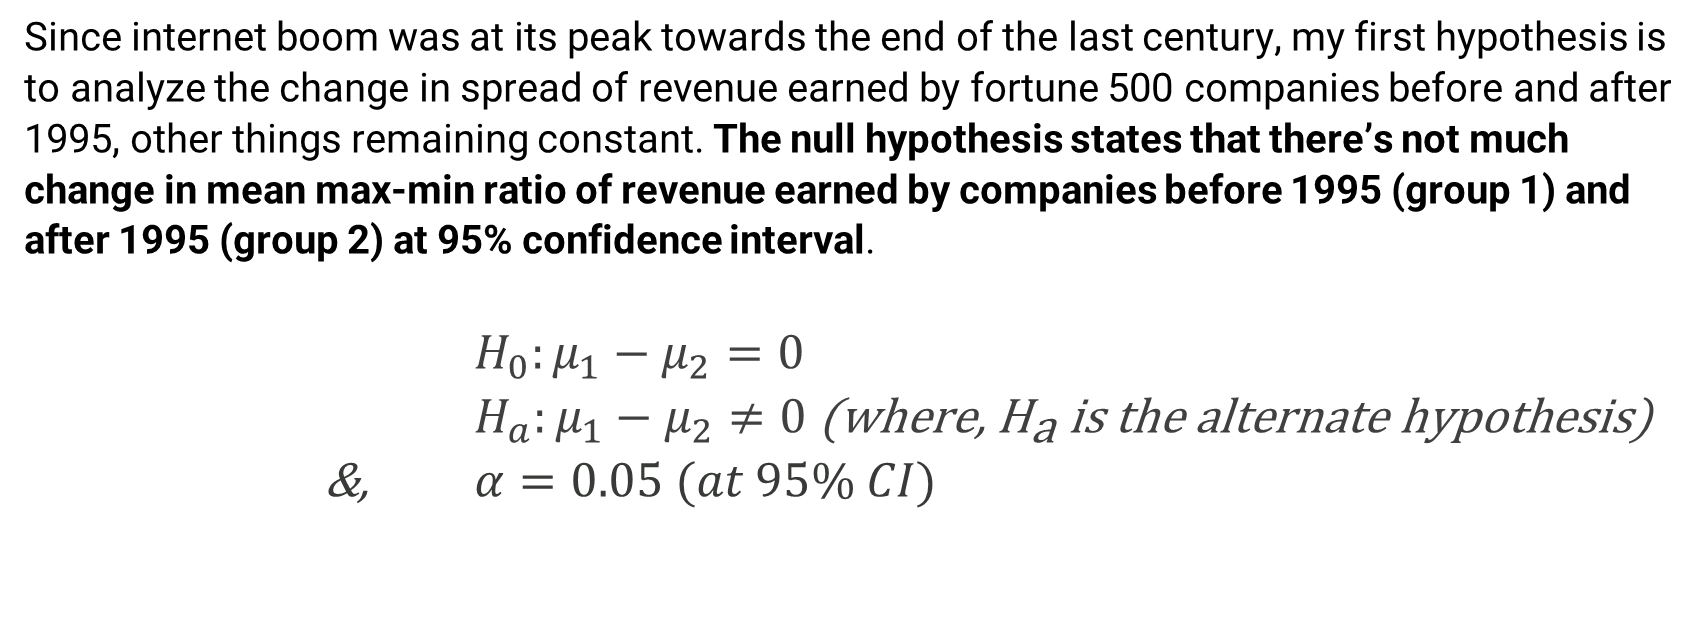 Since internet boom was at its peak towards the end of the last century, my first hypothesis is
to analyze the change in spread of revenue earned by fortune 500 companies before and after
1995, other things remaining constant. The null hypothesis states that there’s not much
change in mean max-min ratio of revenue earned by companies before 1995 (group 1) and
after 1995 (group 2) at 95% confidence interval.
H₀: μ₁ − μ₂ = 0
Hₐ: μ₁ − μ₂ ≠ 0 (where, Hₐ is the alternate hypothesis)
&, α = 0.05 (at 95% CI)